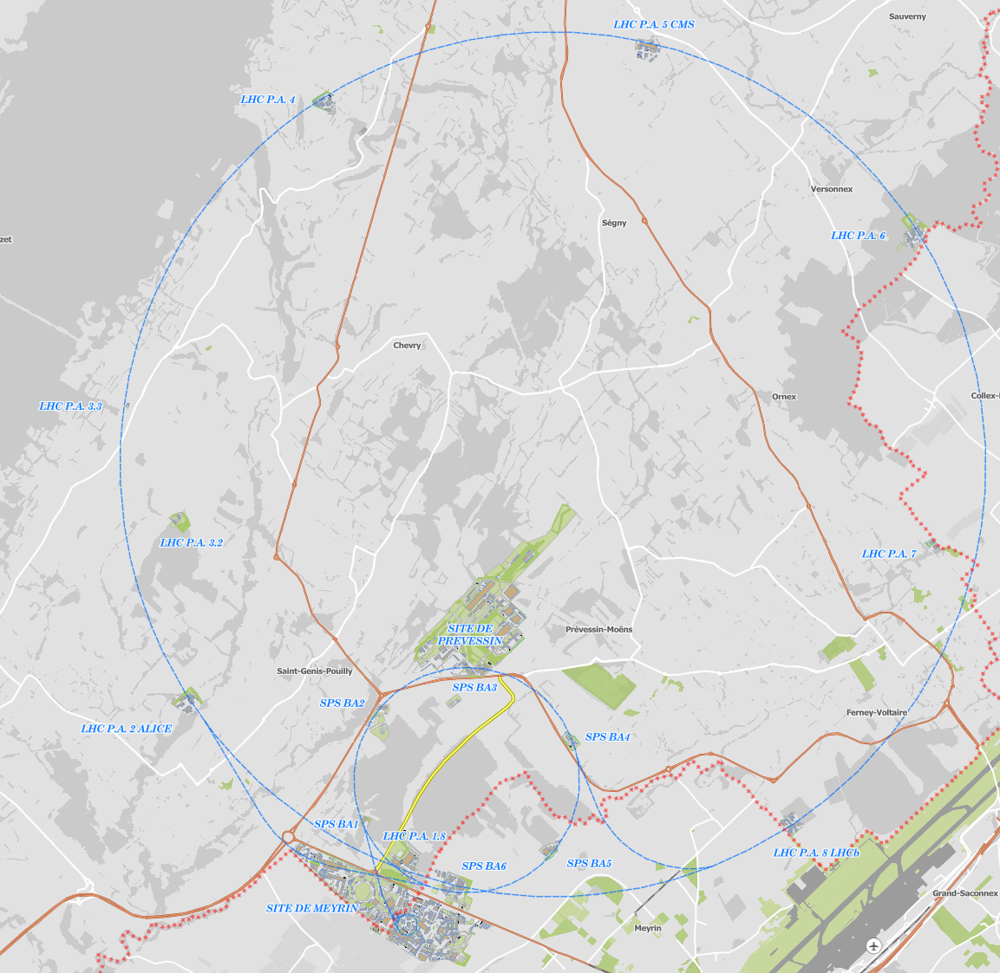 Sauverny
LHC P.A. 5 CMS
LHC P.A. 4
Versonnex
Ségny
LHC P.A. 6
zet
Chevry
Ornex
Collex-
LHC P.A. 3.3
LHC P.A. 3.2
LHC P.A. 7
SITE DE
PREVESSIN
Prévessin-Moëns
Saint-Genis-Pouilly
SPS BA3
SPS BA2
Ferney-Voltaire
LHC P.A. 2 ALICE
SPS BA4
SPS BA1
LHC P.A. 1.8
LHC P.A. 8 LHCb
SPS BA6
SPS BA5
Grand-Saconnex
SITE DE MEYRIN
Meyrin